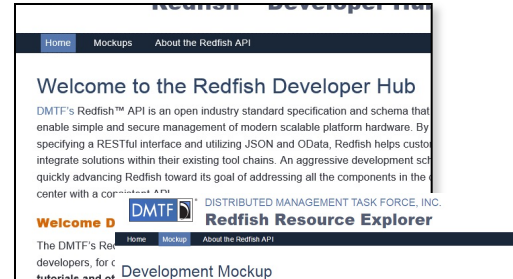 Redfish Developer Hub
Home Mockups About the Redfish API
Welcome to the Redfish Developer Hub
DMTF's Redfish™ API is an open industry standard specification and schema that
enable simple and secure management of modern scalable platform hardware. By
specifying a RESTful interface and utilizing JSON and OData, Redfish helps
integrate solutions within their existing tool chains. An aggressive development
quickly advancing Redfish toward its goal of addressing all the components in the
center with a consistent API
Welcome D
The DMTF's Re
developers, for
tutorials and
DMTF DISTRIBUTED MANAGEMENT TASK FORCE, INC.
Redfish Resource Explorer
Home Mockup About the Redfish API
Development Mockup